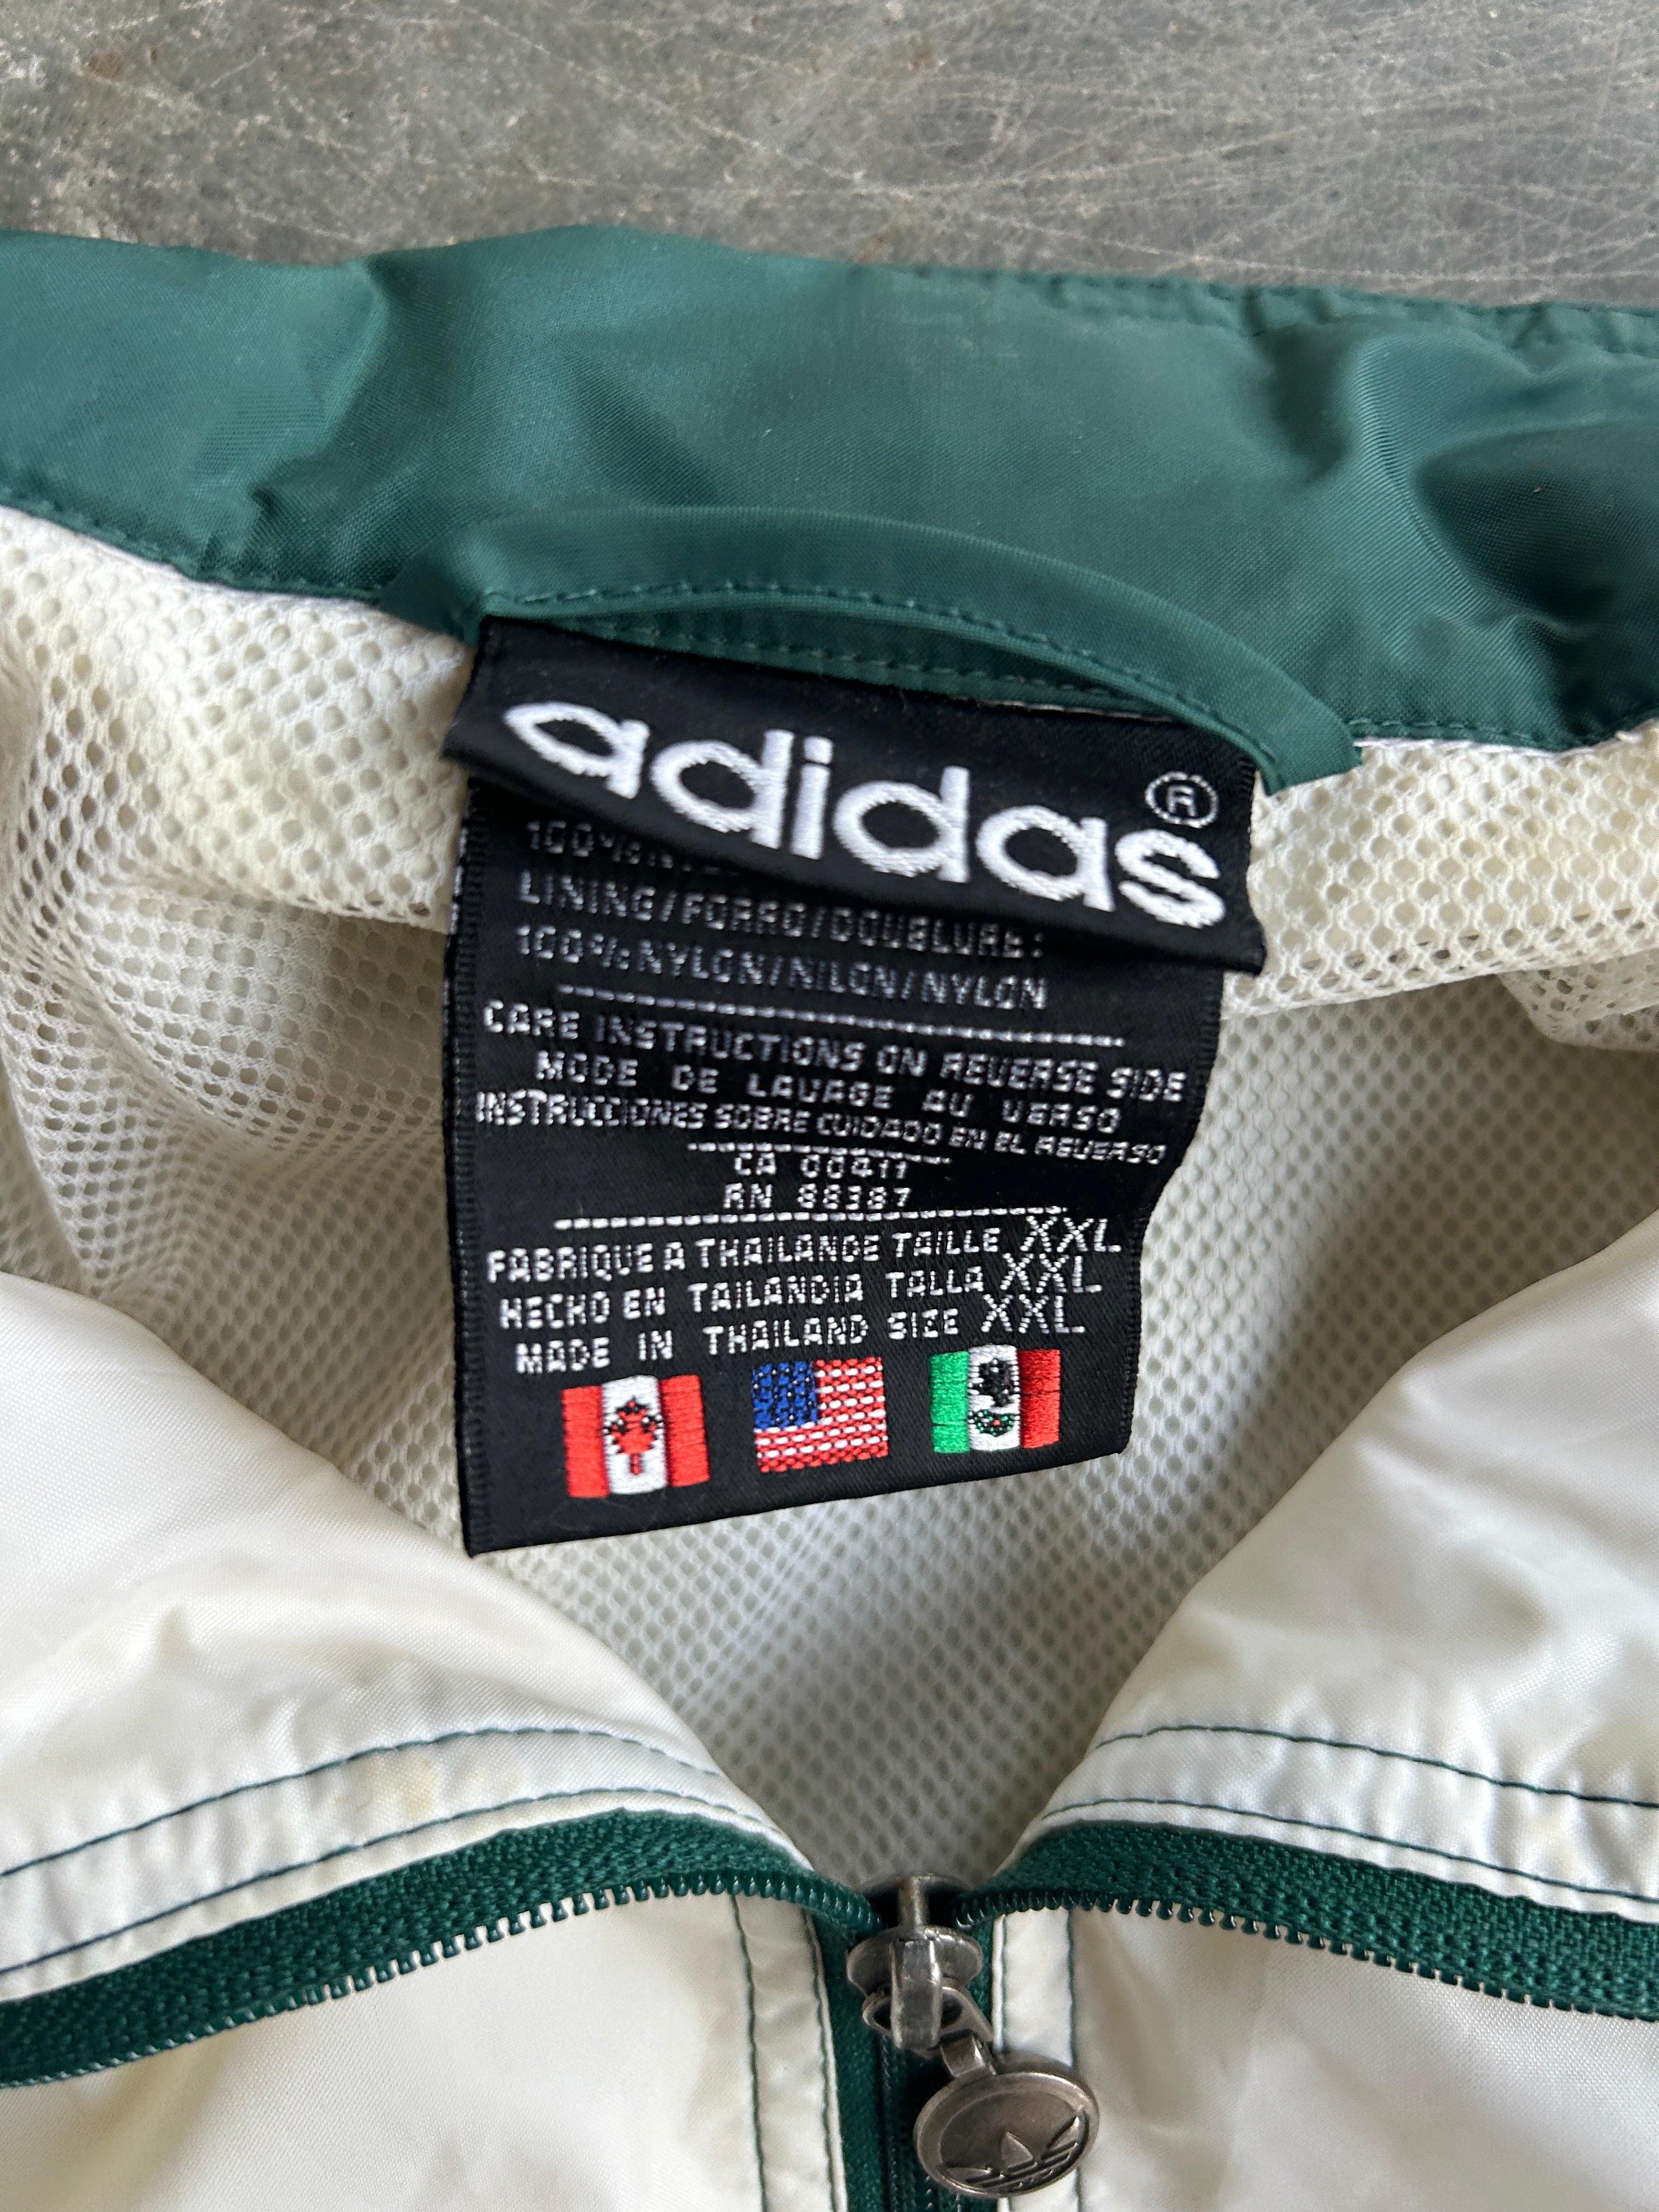 adidas®
100%
LINING/FORRO/DOUBLURE:
100% NYLON/NILON/NYLON
CARE INSTRUCTIONS ON REVERSE SIDE
MODE DE LAVAGE AU VERSO
INSTRUCCIONES SOBRE CUIDADO EN EL REVERSO
CA 00411
RN 88387
FABRIQUE A THAILANDE TAILLE XXL
HECHO EN TAILANDIA TALLA XXL
MADE IN THAILAND SIZE XXL
adidas